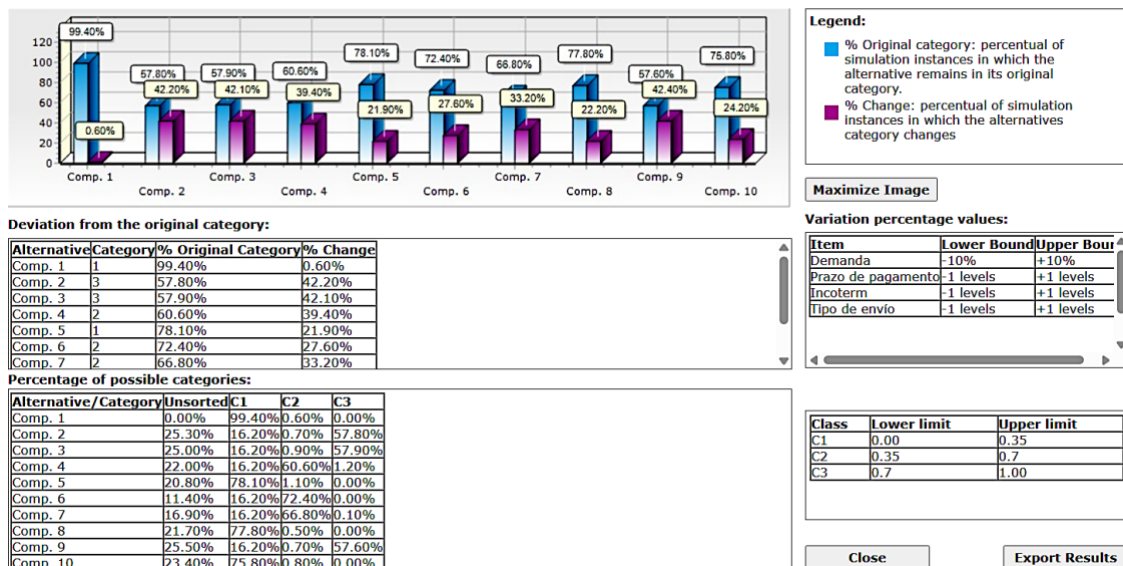 99.40%
0.60%
57.80%
42.20%
57.90%
42.10%
60.60%
39.40%
78.10%
21.90%
72.40%
27.60%
66.80%
33.20%
77.80%
22.20%
57.60%
42.40%
75.80%
24.20%
120
100
80
60
40
20
0
Comp. 1
Comp. 2
Comp. 3
Comp. 4
Comp. 5
Comp. 6
Comp. 7
Comp. 8
Comp. 9
Comp. 10
Legend:
% Original category: percentual of
simulation instances in which the
alternative remains in its original
category.
% Change: percentual of simulation
instances in which the alternatives
category changes
Maximize Image
Deviation from the original category:
Alternative Category % Original Category % Change
Comp. 1 1 99.40% 0.60%
Comp. 2 3 57.80% 42.20%
Comp. 3 3 57.90% 42.10%
Comp. 4 2 60.60% 39.40%
Comp. 5 1 78.10% 21.90%
Comp. 6 2 72.40% 27.60%
Comp. 7 2 66.80% 33.20%
Variation percentage values:
Item Lower Bound Upper Bour
Demanda -10% +10%
Prazo de pagamento -1 levels +1 levels
Incoterm -1 levels +1 levels
Tipo de envío -1 levels +1 levels
Percentage of possible categories:
Alternative/Category Unsorted C1 C2 C3
Comp. 1 0.00% 99.40% 0.60% 0.00%
Comp. 2 25.30% 16.20% 0.70% 57.80%
Comp. 3 25.00% 16.20% 0.90% 57.90%
Comp. 4 22.00% 16.20% 60.60% 1.20%
Comp. 5 20.80% 78.10% 1.10% 0.00%
Comp. 6 11.40% 16.20% 72.40% 0.00%
Comp. 7 16.90% 16.20% 66.80% 0.10%
Comp. 8 21.70% 77.80% 0.50% 0.00%
Comp. 9 25.50% 16.20% 0.70% 57.60%
Comp. 10 23.40% 75.80% 0.80% 0.00%
Class Lower limit Upper limit
C1 0.00 0.35
C2 0.35 0.7
C3 0.7 1.00
Close
Export Results